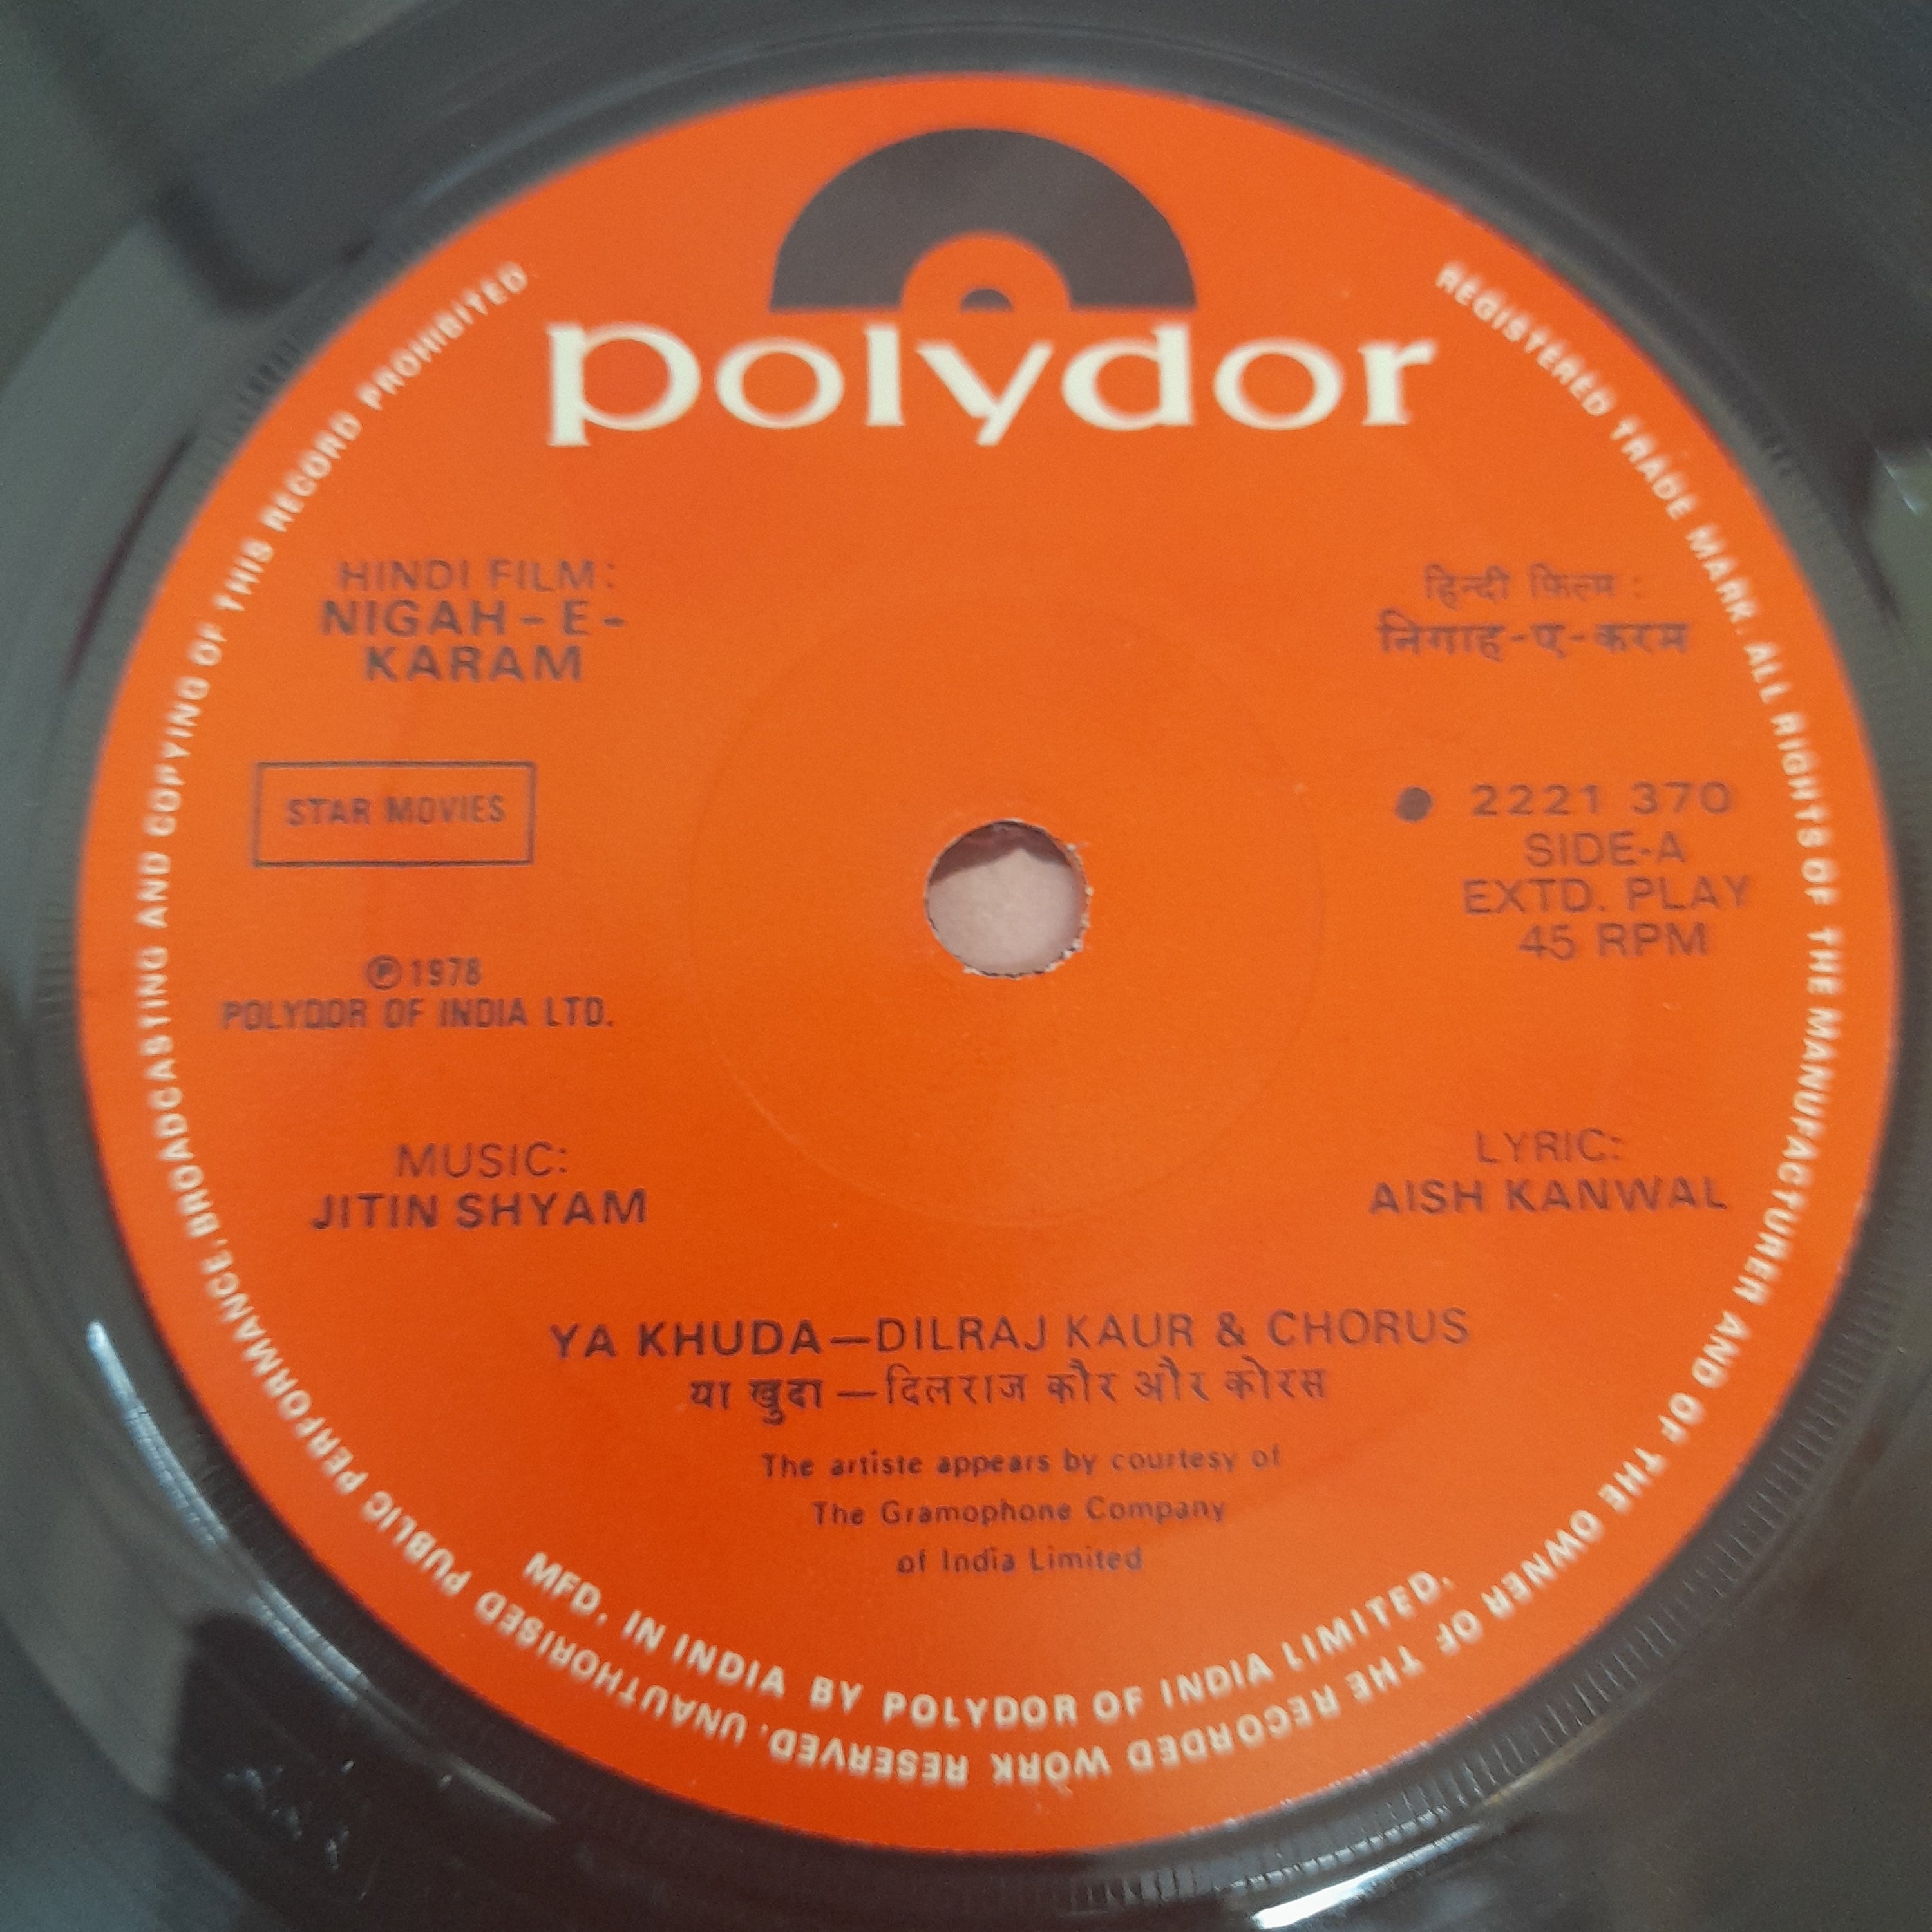 polydor
HINDI FILM:
NIGAH-E-
KARAM
हिन्दी फ़िल्म :
निगाह-ए-करम
STAR MOVIES
2221 370
SIDE-A
EXTD. PLAY
45 RPM
℗ 1978
POLYDOR OF INDIA LTD.
MUSIC:
JITIN SHYAM
LYRIC:
AISH KANWAL
YA KHUDA—DILRAJ KAUR & CHORUS
या खुदा—दिलराज कौर और कोरस
The artiste appears by courtesy of
The Gramophone Company
of India Limited
MFD. IN INDIA BY POLYDOR OF INDIA LIMITED.
REGISTERED TRADE MARK. ALL RIGHTS OF THE MANUFACTURER AND OF THE OWNER OF THE RECORDED WORK RESERVED. UNAUTHORISED PUBLIC PERFORMANCE, BROADCASTING AND COPYING OF THIS RECORD PROHIBITED